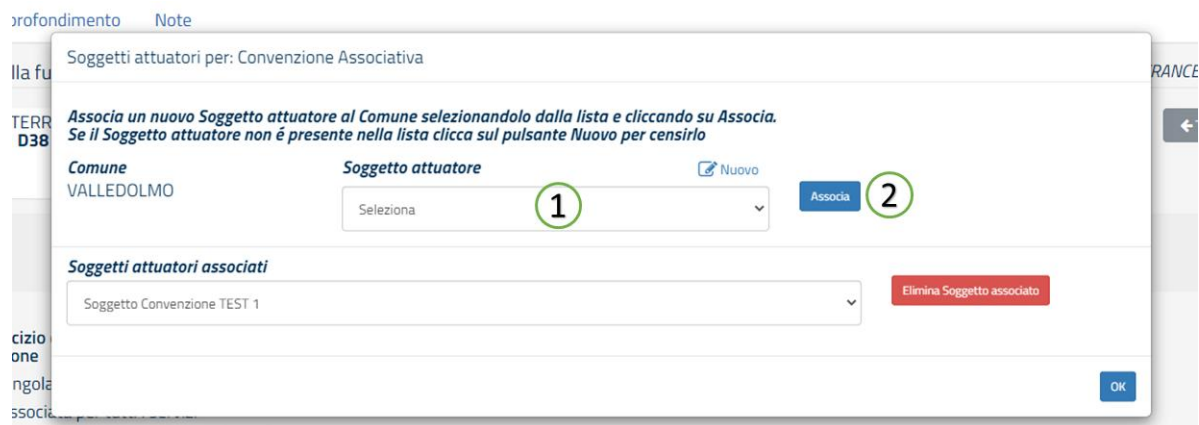 profondimento Note
Soggetti attuatori per: Convenzione Associativa
lla fu
RANCE
Associa un nuovo Soggetto attuatore al Comune selezionandolo dalla lista e cliccando su Associa.
TERR
Se il Soggetto attuatore non é presente nella lista clicca sul pulsante Nuovo per censirlo
D38
Comune Soggetto attuatore Nuovo
VALLEDOLMO
Seleziona 1 Associa 2
Soggetti attuatori associati
Soggetto Convenzione TEST 1 Elimina Soggetto associato
cizio
one
ngola
OK